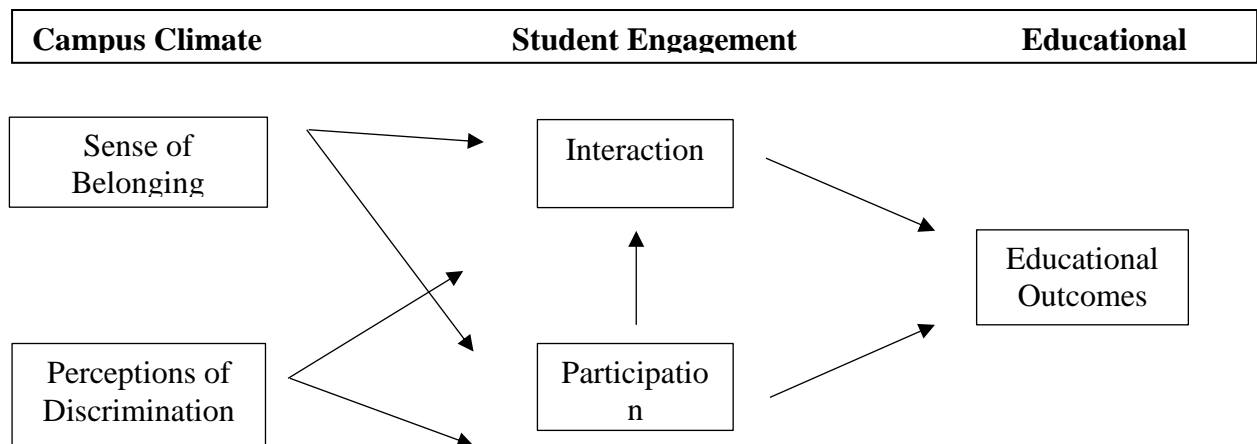 Campus Climate Student Engagement Educational
Sense of
Belonging
Interaction
Educational
Outcomes
Perceptions of
Discrimination
Participatio
n